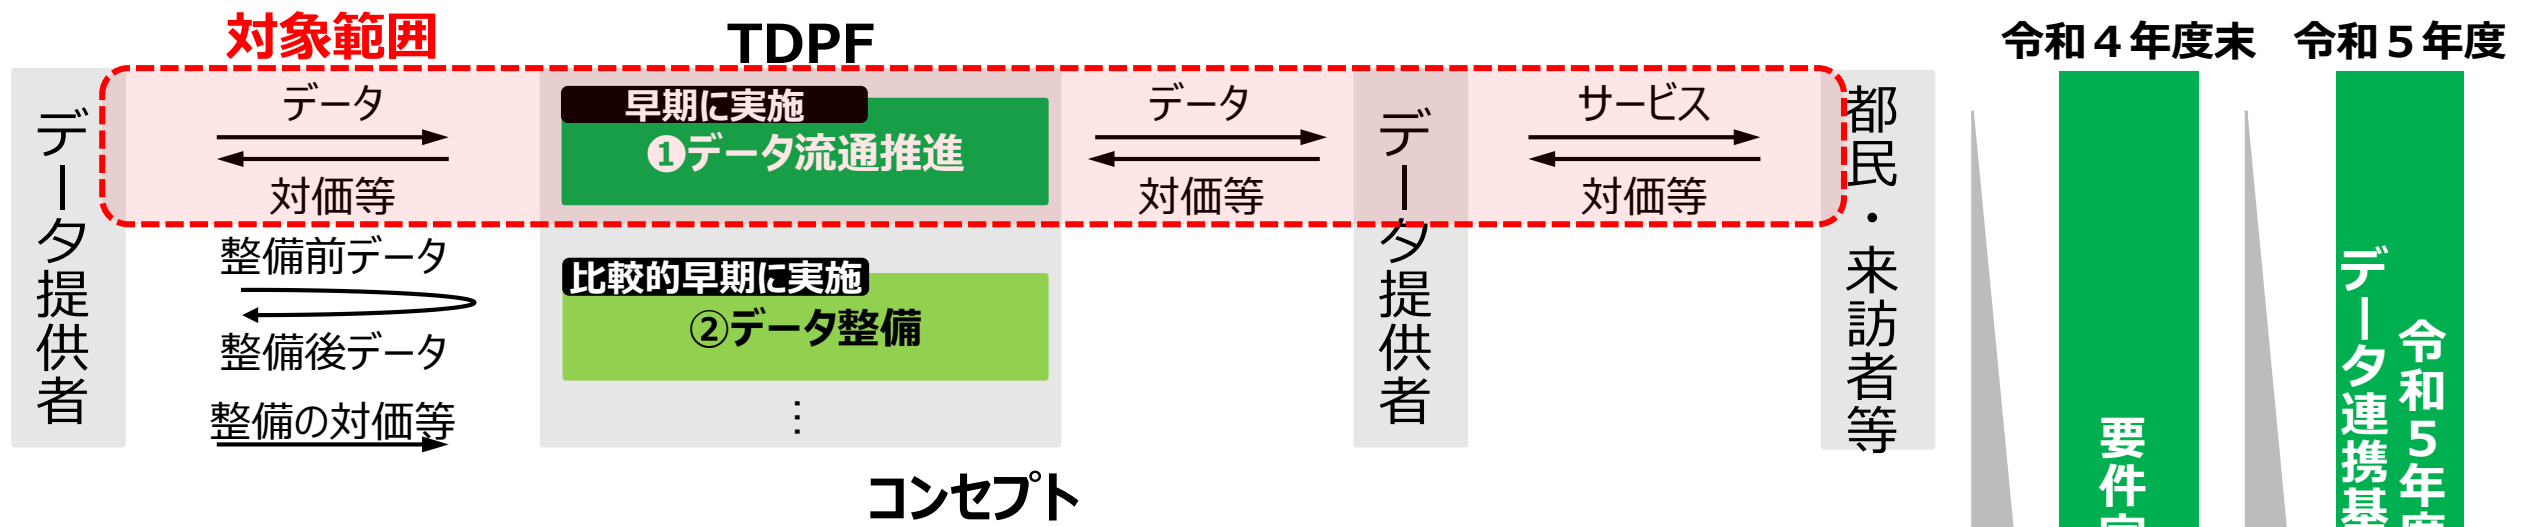 対象範囲
TDPF
令和４年度末
令和５年度
データ提供者
データ
対価等
早期に実施
❶データ流通推進
データ
対価等
データ提供者
サービス
対価等
都民・来訪者等
整備前データ
整備後データ
整備の対価等
比較的早期に実施
②データ整備
…
コンセプト
要件
令和５年
データ連携